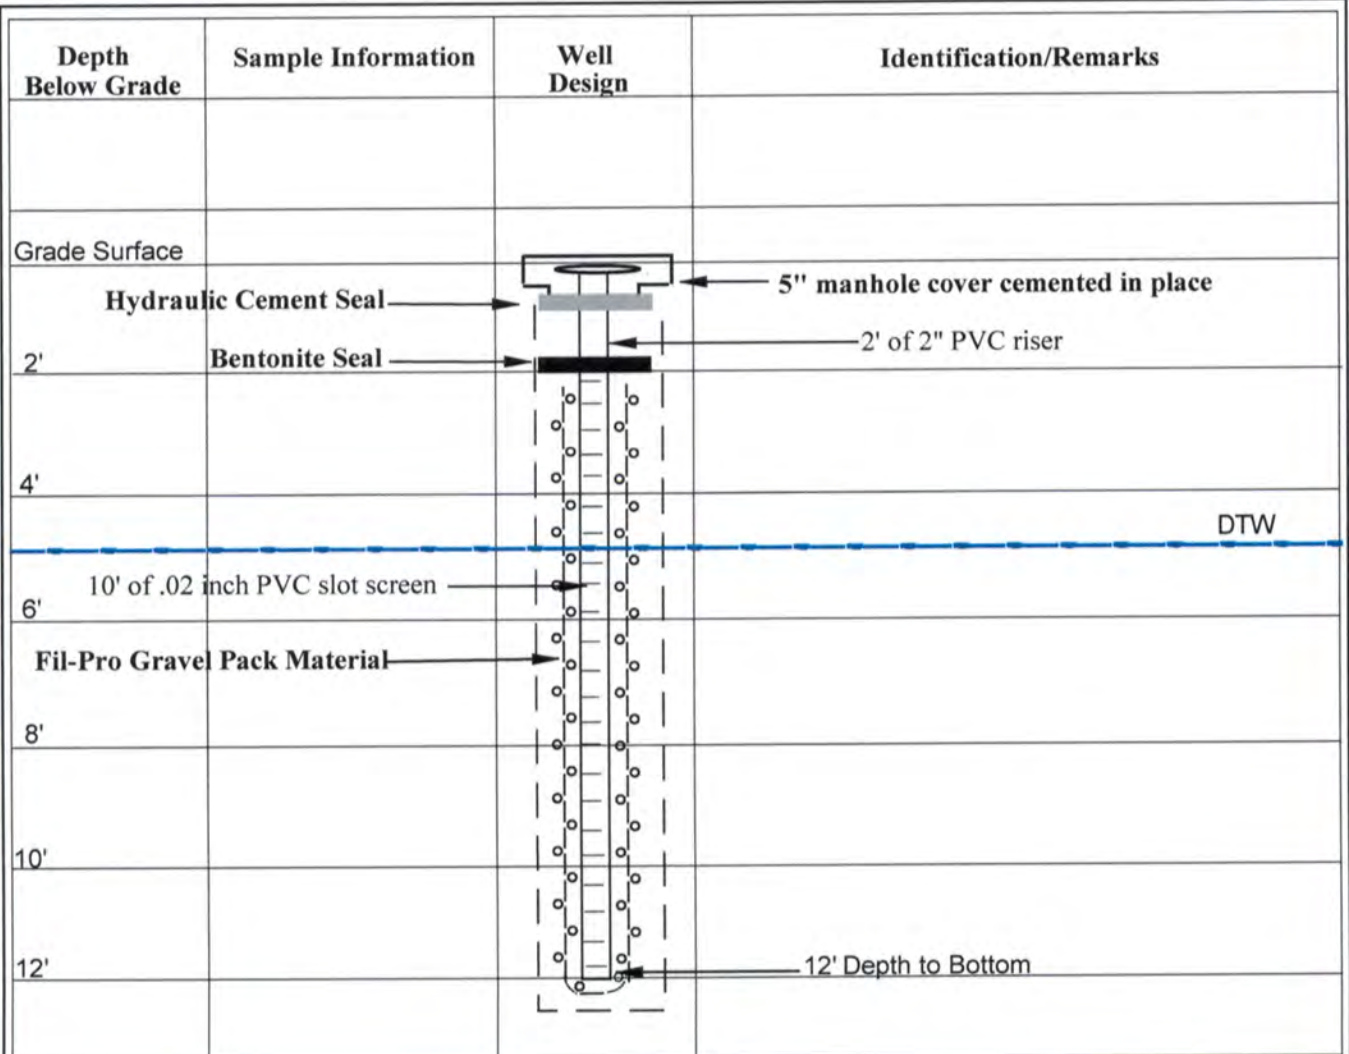 Depth
Below Grade
Sample Information
Well
Design
Identification/Remarks
Grade Surface
5" manhole cover cemented in place
Hydraulic Cement Seal
2' of 2" PVC riser
Bentonite Seal
2'
4'
DTW
10' of .02 inch PVC slot screen
6'
Fil-Pro Gravel Pack Material
8'
10'
12'
12' Depth to Bottom